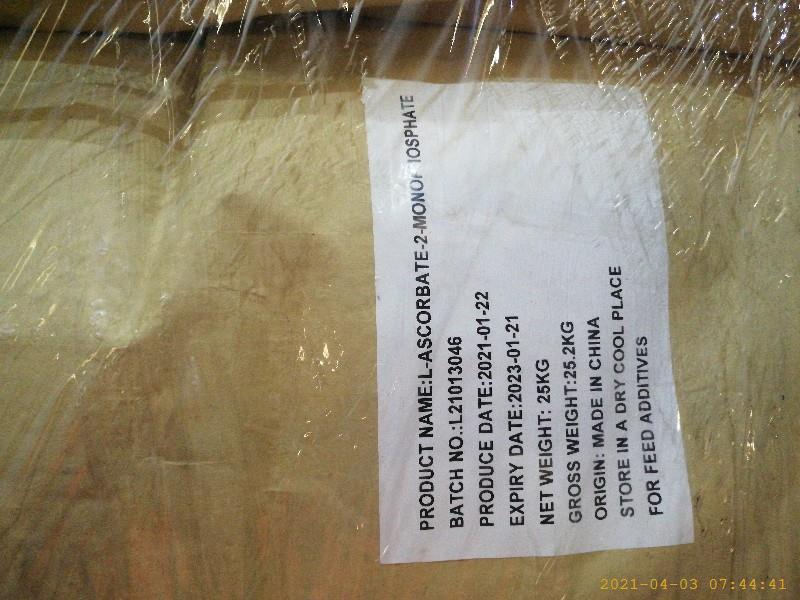 PRODUCT NAME:L-ASCORBATE-2-MONOPHOSPHATE
BATCH NO.:L21013046
PRODUCE DATE:2021-01-22
EXPIRY DATE:2023-01-21
NET WEIGHT: 25KG
GROSS WEIGHT:25.2KG
ORIGIN: MADE IN CHINA
STORE IN A DRY COOL PLACE
FOR FEED ADDITIVES
2021-04-03 07:44:41